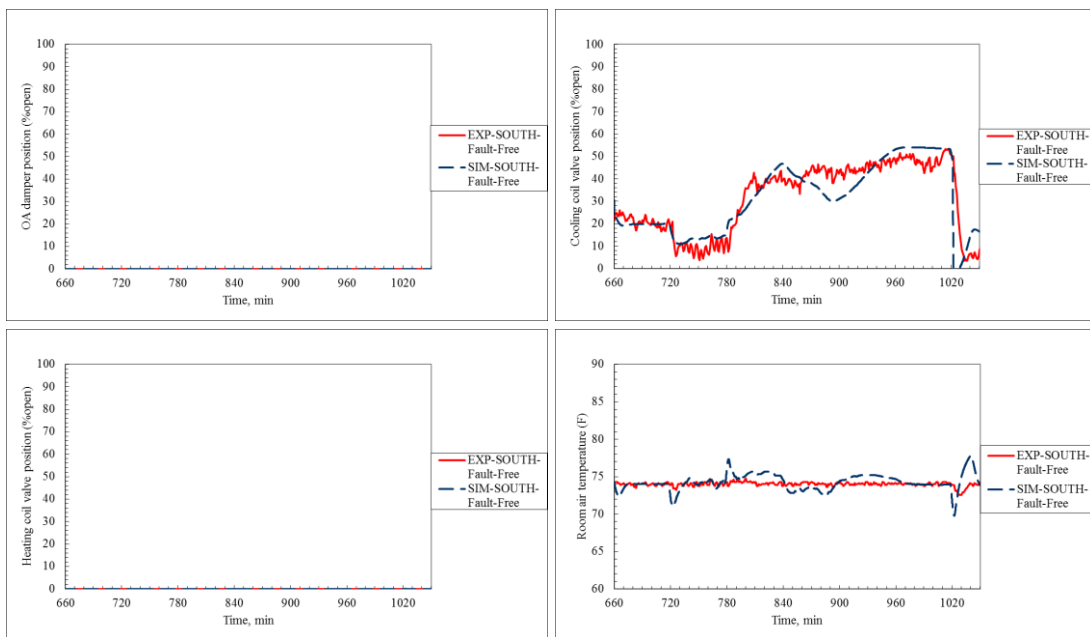 100
90
80
70
60
50
40
30
20
10
0
OA damper position (%open)
660 720 780 840 900 960 1020
Time, min
EXP-SOUTH-
Fault-Free
SIM-SOUTH-
Fault-Free
100
90
80
70
60
50
40
30
20
10
0
Cooling coil valve position (%open)
660 720 780 840 900 960 1020
Time, min
EXP-SOUTH-
Fault-Free
SIM-SOUTH-
Fault-Free
100
90
80
70
60
50
40
30
20
10
0
Heating coil valve position (%open)
660 720 780 840 900 960 1020
Time, min
EXP-SOUTH-
Fault-Free
SIM-SOUTH-
Fault-Free
90
85
80
75
70
65
60
Room air temperature (F)
660 720 780 840 900 960 1020
Time, min
EXP-SOUTH-
Fault-Free
SIM-SOUTH-
Fault-Free